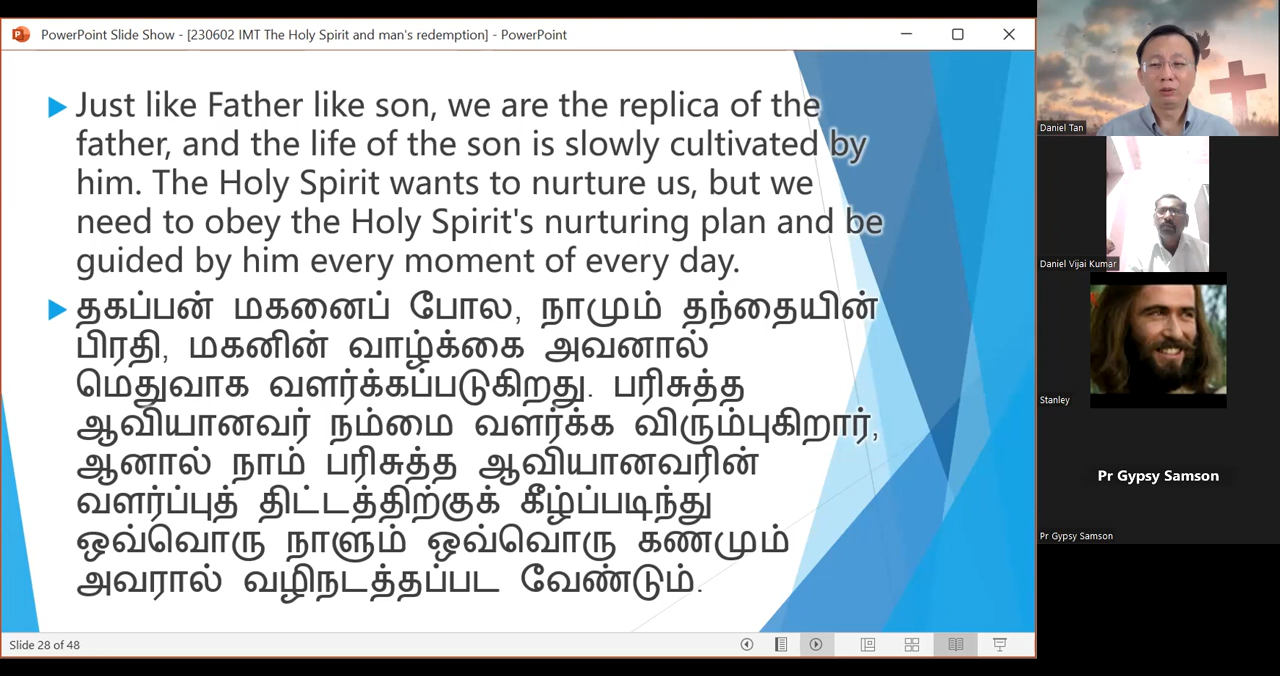 PowerPoint Slide Show - [230602 IMT The Holy Spirit and man's redemption] - PowerPoint
Just like Father like son, we are the replica of the
father, and the life of the son is slowly cultivated by
him. The Holy Spirit wants to nurture us, but we
need to obey the Holy Spirit's nurturing plan and be
guided by him every moment of every day.
தகப்பன் மகனைப் போல, நாமும் தந்தையின்
பிரதி, மகனின் வாழ்க்கை அவனால்
மெதுவாக வளர்க்கப்படுகிறது. பரிசுத்த
ஆவியானவர் நம்மை வளர்க்க விரும்புகிறார்,
ஆனால் நாம் பரிசுத்த ஆவியானவரின்
வளர்ப்புத் திட்டத்திற்குக் கீழ்ப்படிந்து
ஒவ்வொரு நாளும் ஒவ்வொரு கணமும்
அவரால் வழிநடத்தப்பட வேண்டும்.
Slide 28 of 48
Daniel Tan
Daniel Vijai Kumar
Stanley
Pr Gypsy Samson
Pr Gypsy Samson